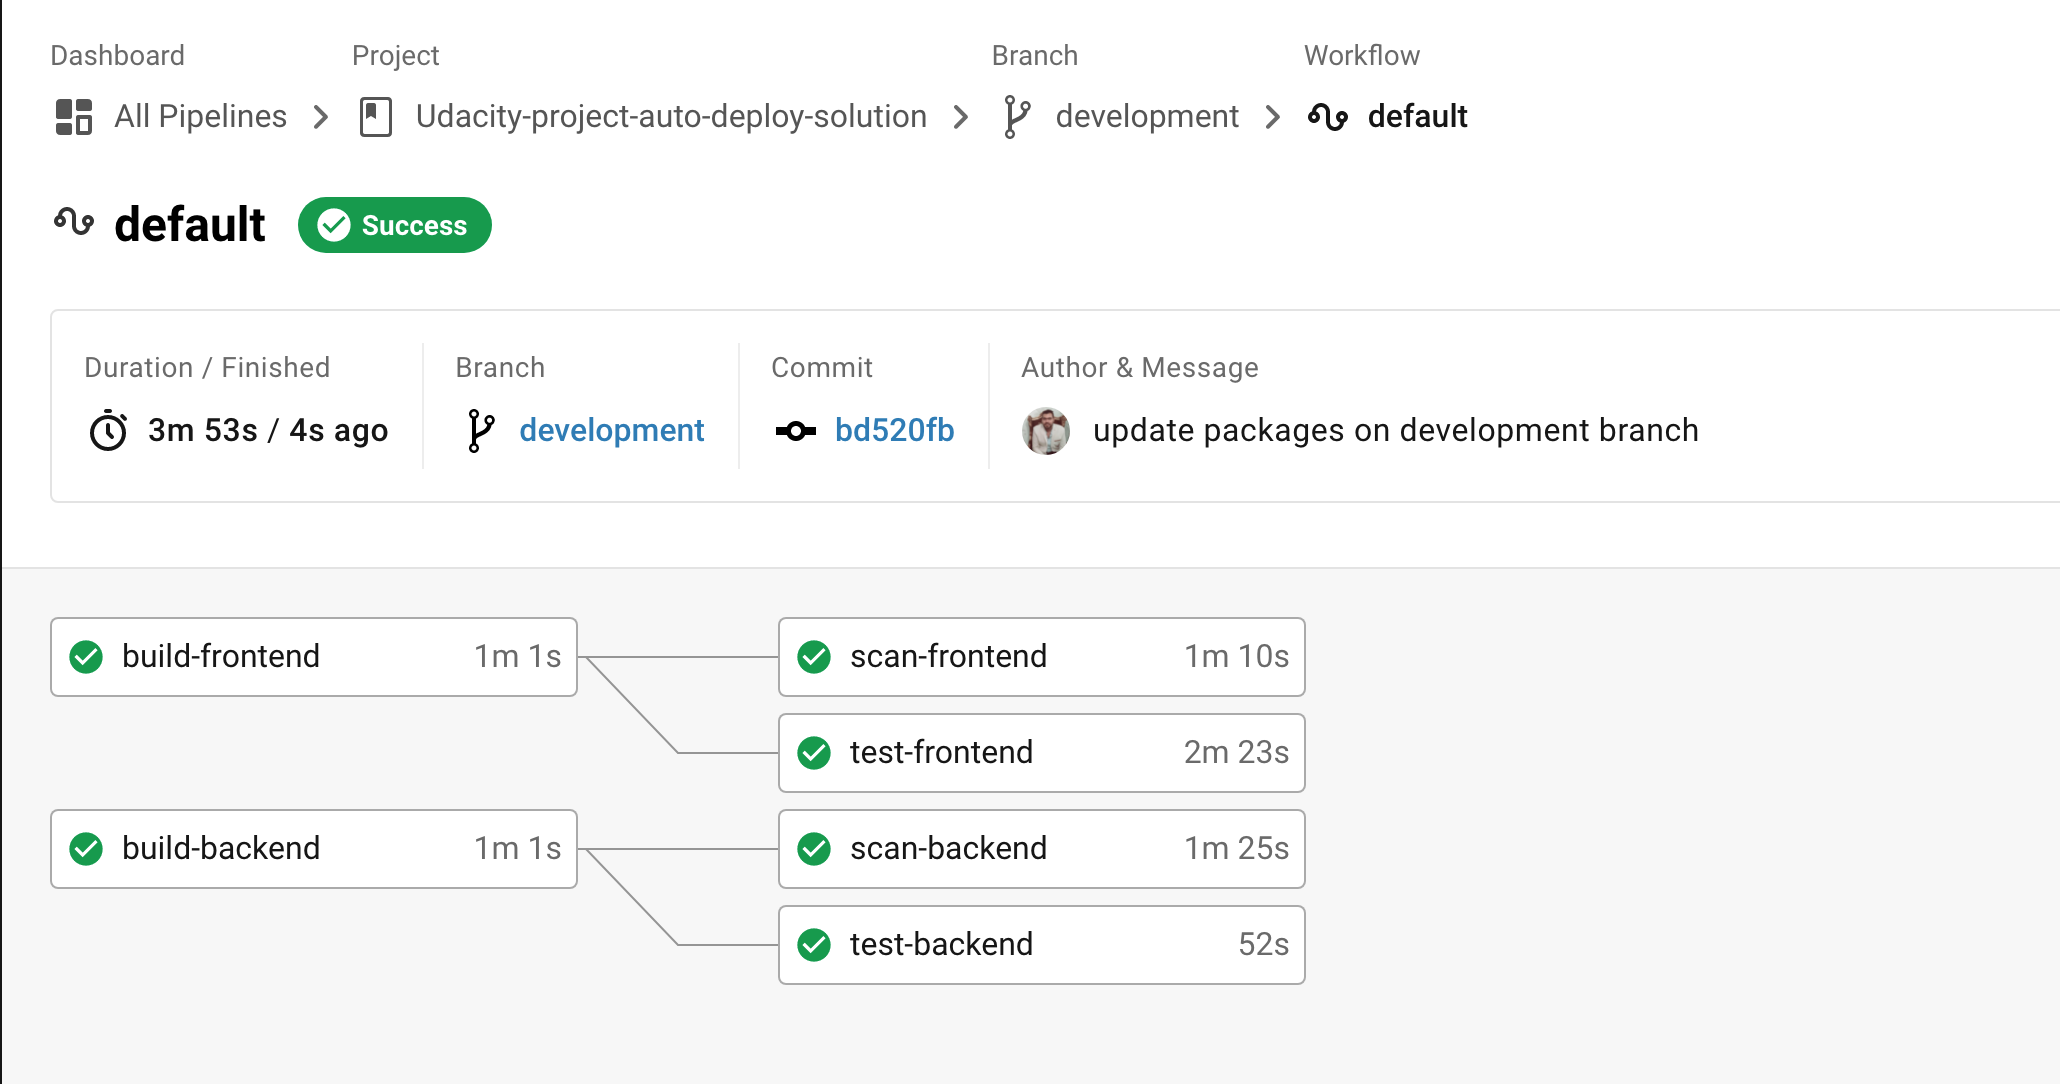 Dashboard Project Branch Workflow
All Pipelines Udacity-project-auto-deploy-solution development default
default Success
Duration / Finished Branch Commit Author & Message
3m 53s / 4s ago development bd520fb update packages on development branch
build-frontend 1m 1s scan-frontend 1m 10s
test-frontend 2m 23s
build-backend 1m 1s scan-backend 1m 25s
test-backend 52s